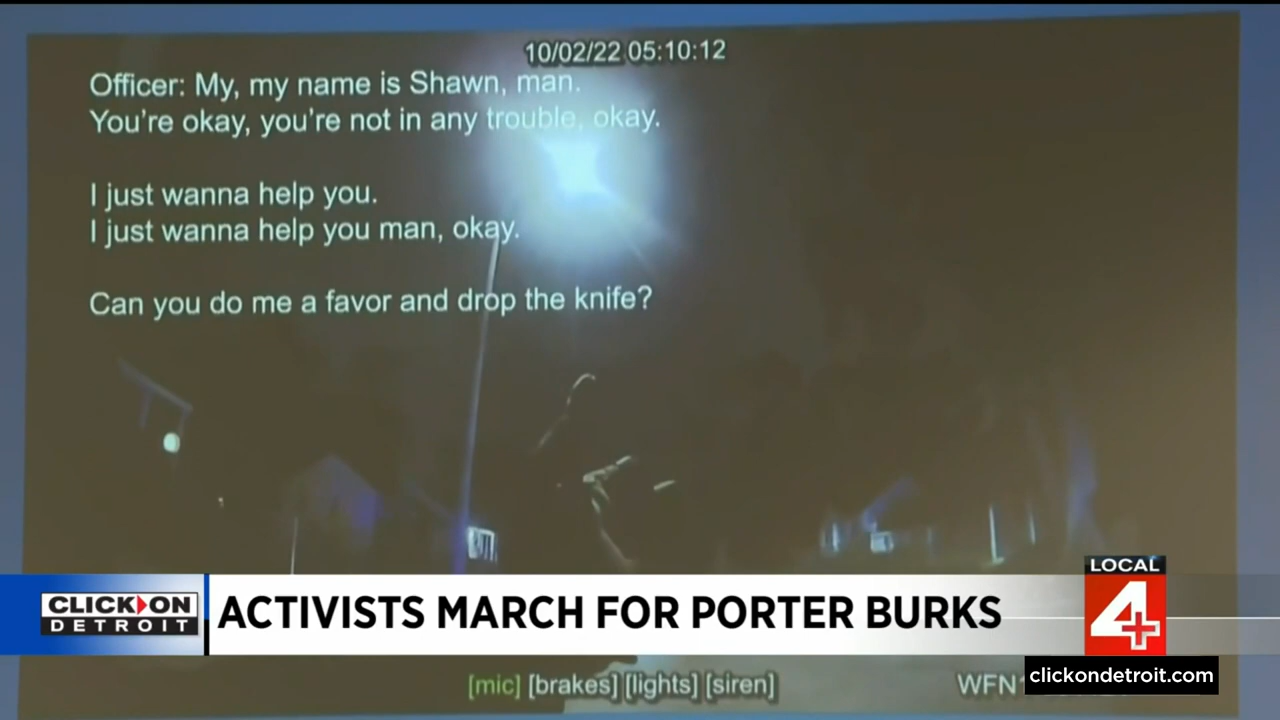 10/02/22 05:10:12
Officer: My, my name is Shawn, man.
You're okay, you're not in any trouble, okay.
I just wanna help you.
I just wanna help you man, okay.
Can you do me a favor and drop the knife?
CLICK ON
DETROIT
ACTIVISTS MARCH FOR PORTER BURKS
LOCAL
4+
[mic] [brakes] [lights] [siren]
clickondetroit.com